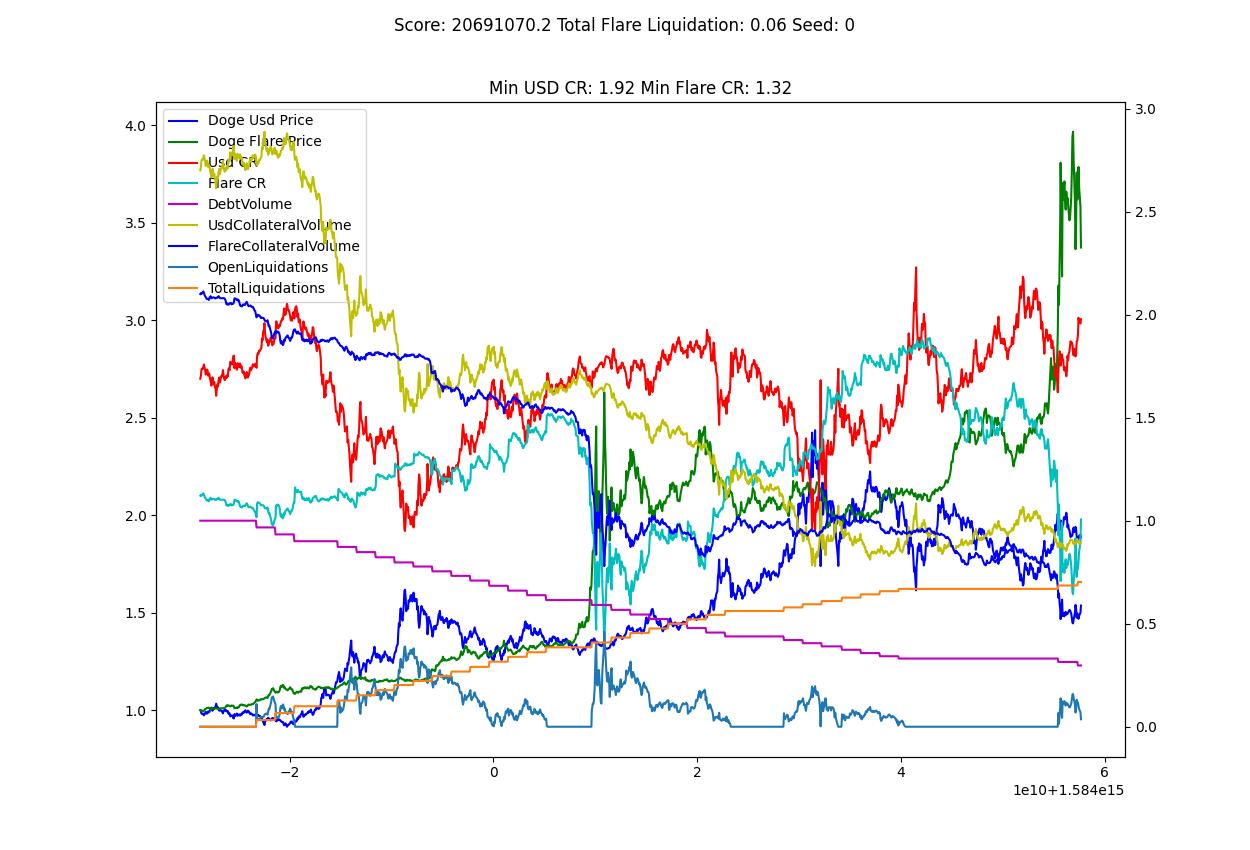 Score: 20691070.2 Total Flare Liquidation: 0.06 Seed: 0
Min USD CR: 1.92 Min Flare CR: 1.32
Doge Usd Price
Doge Flare Price
Usd CR
Flare CR
DebtVolume
UsdCollateralVolume
FlareCollateralVolume
OpenLiquidations
TotalLiquidations
4.0
3.5
3.0
2.5
2.0
1.5
1.0
3.0
2.5
2.0
1.5
1.0
0.5
0.0
−2 0 2 4 6
1e10+1.584e15